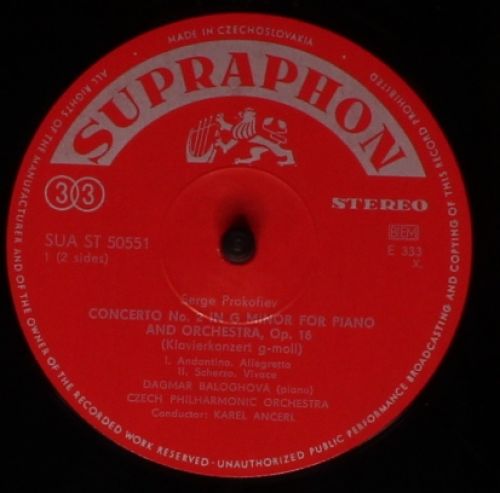 MADE IN CZECHOSLOVAKIA
ALL RIGHTS OF THE MANUFACTURER AND OF THE OWNER OF THE RECORDED WORK RESERVED - UNAUTHORIZED PUBLIC PERFORMANCE BROADCASTING AND COPYING OF THIS RECORD PROHIBITED
SUPRAPHON
33
STEREO
SUA ST 50551
1 (2 sides)
BIEM
E 333
X.
Serge Prokofiev
CONCERTO No. 2 IN G MINOR FOR PIANO
AND ORCHESTRA, Op. 16
(Klavierkonzert g-moll)
I. Andantino. Allegretto
II. Scherzo. Vivace
DAGMAR BALOGHOVÁ (piano)
CZECH PHILHARMONIC ORCHESTRA
Conductor: KAREL ANČERL